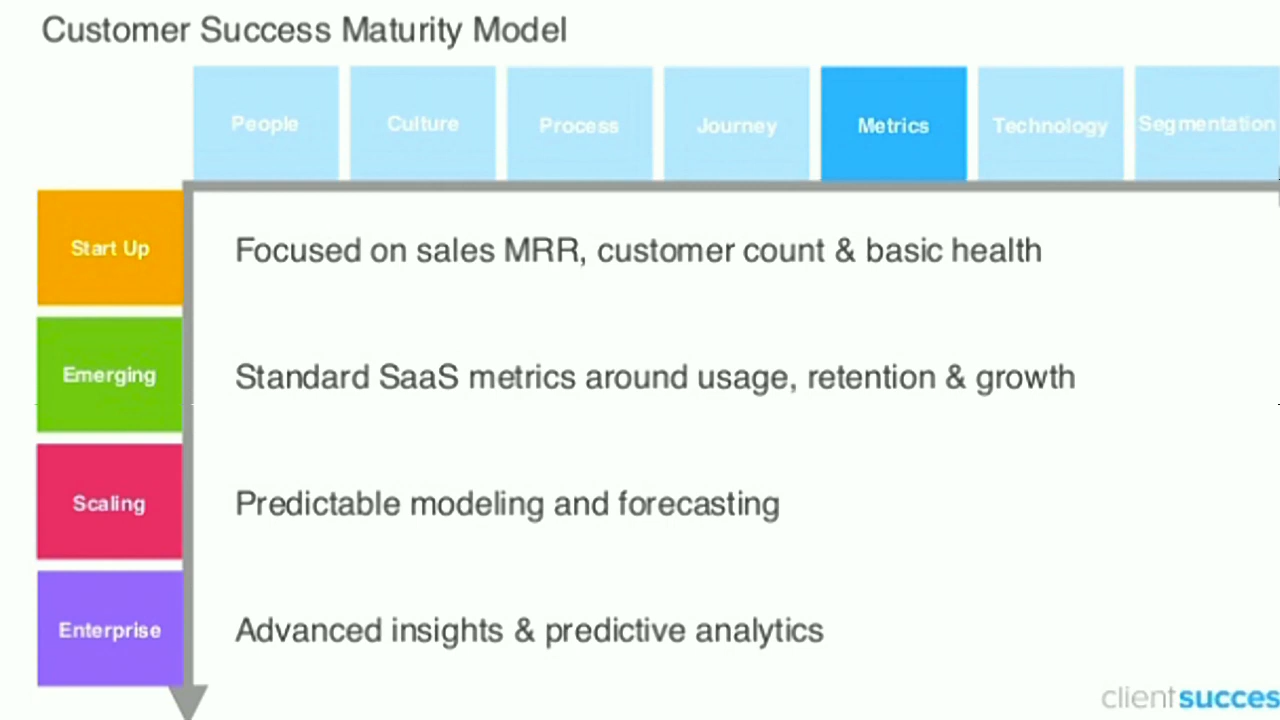 Customer Success Maturity Model
People Culture Process Journey Metrics Technology Segmentation
Start Up
Focused on sales MRR, customer count & basic health
Emerging
Standard SaaS metrics around usage, retention & growth
Scaling
Predictable modeling and forecasting
Enterprise
Advanced insights & predictive analytics
clientsucces